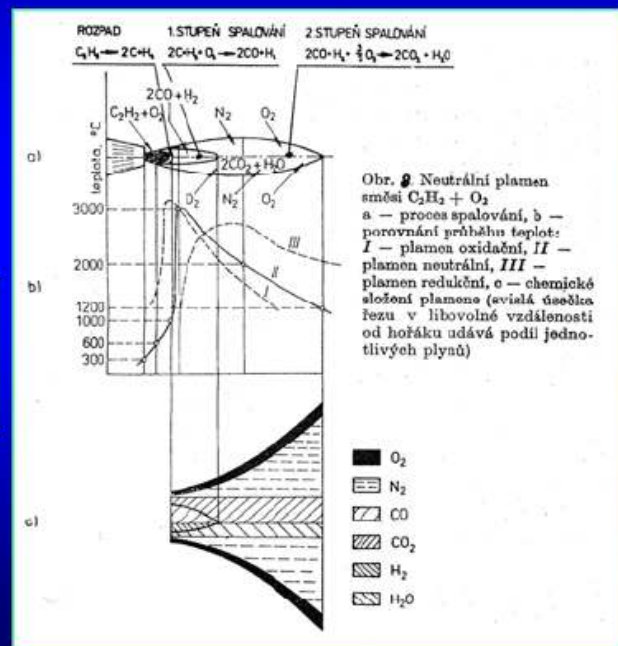 ROZPAD
C₂H₂ → 2C+H₂
1. STUPEŇ SPALOVÁNÍ
2C+H₂ + O₂ → 2CO+H₂
2. STUPEŇ SPALOVÁNÍ
2CO+H₂ + 3/2 O₂ → 2CO₂ + H₂O
2CO+H₂
C₂H₂+O₂
N₂
O₂
a)
2CO₂+H₂O
O₂
N₂
O₂
teplota, °C
3000
2000
1200
1000
600
300
b)
I
II
III
Obr. 8. Neutrální plamen
směsi C₂H₂ + O₂
a — proces spalování, b —
porovnání průběhu teplot:
I — plamen oxidační, II —
plamen neutrální, III —
plamen redukční, c — chemické
složení plamene (svislá úsečka
řezu v libovolné vzdálenosti
od hořáku udává podíl jedno-
tlivých plynů)
c)
O₂
N₂
CO
CO₂
H₂
H₂O